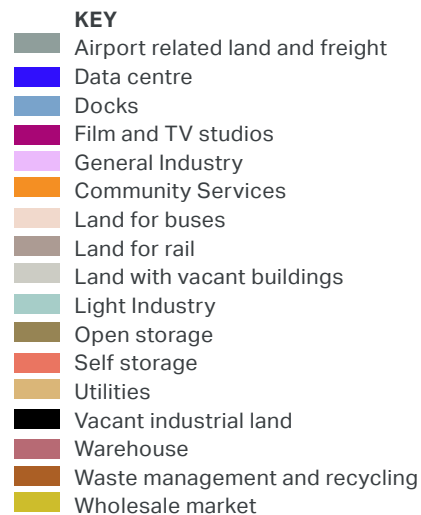 KEY
Airport related land and freight
Data centre
Docks
Film and TV studios
General Industry
Community Services
Land for buses
Land for rail
Land with vacant buildings
Light Industry
Open storage
Self storage
Utilities
Vacant industrial land
Warehouse
Waste management and recycling
Wholesale market